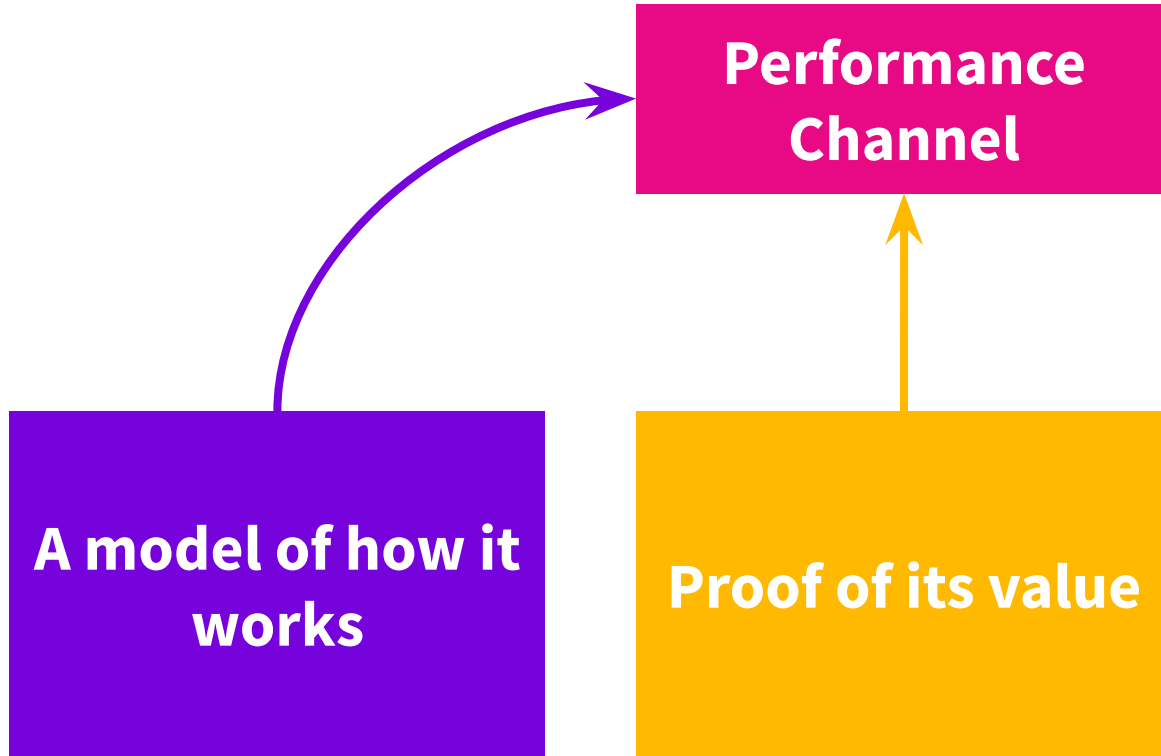 Performance
Channel
A model of how it
works
Proof of its value